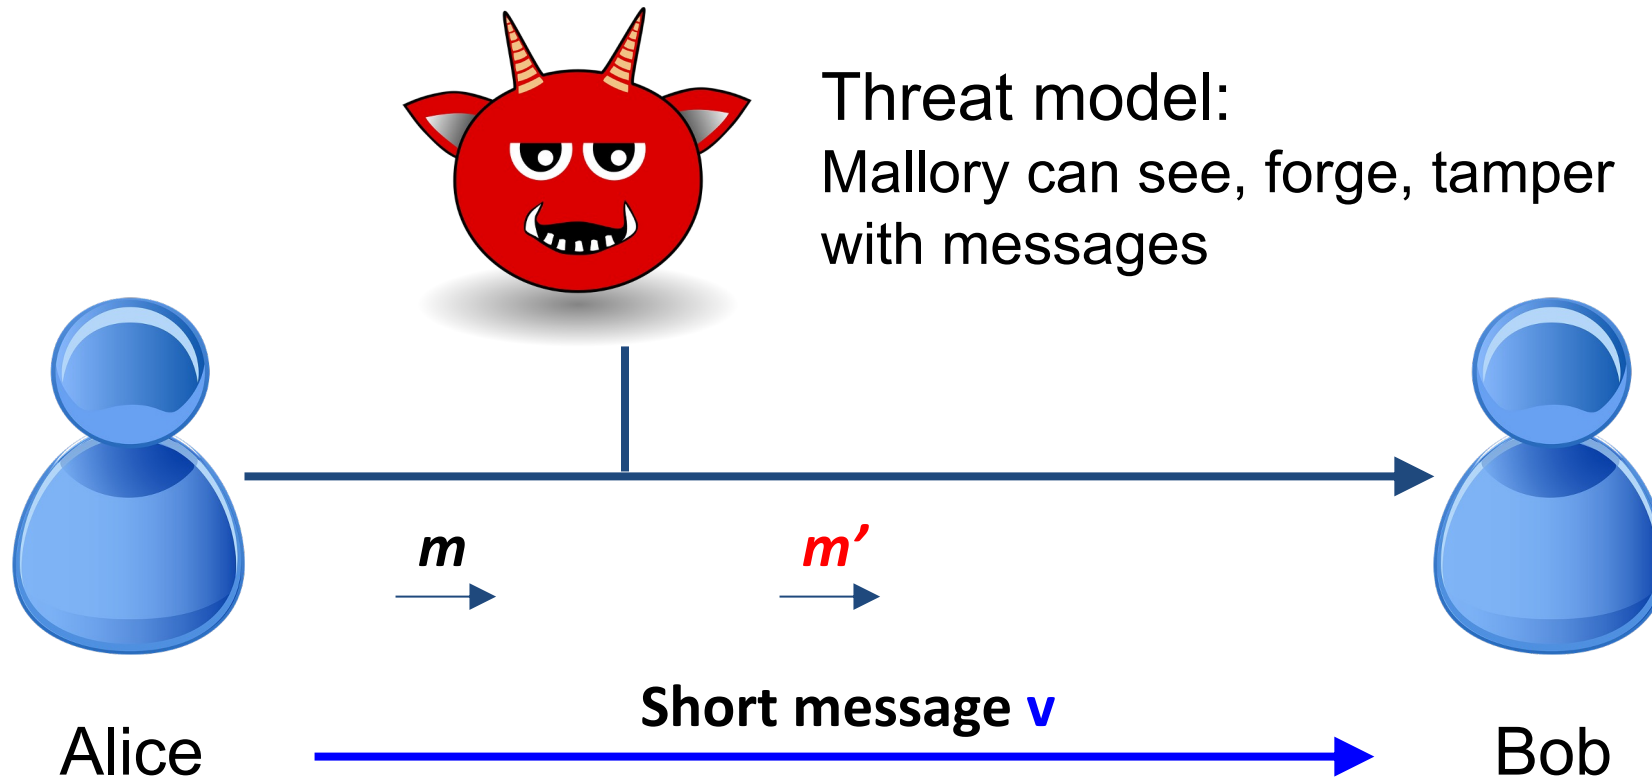 Threat model:
Mallory can see, forge, tamper
with messages
m
m’
Short message v
Alice
Bob